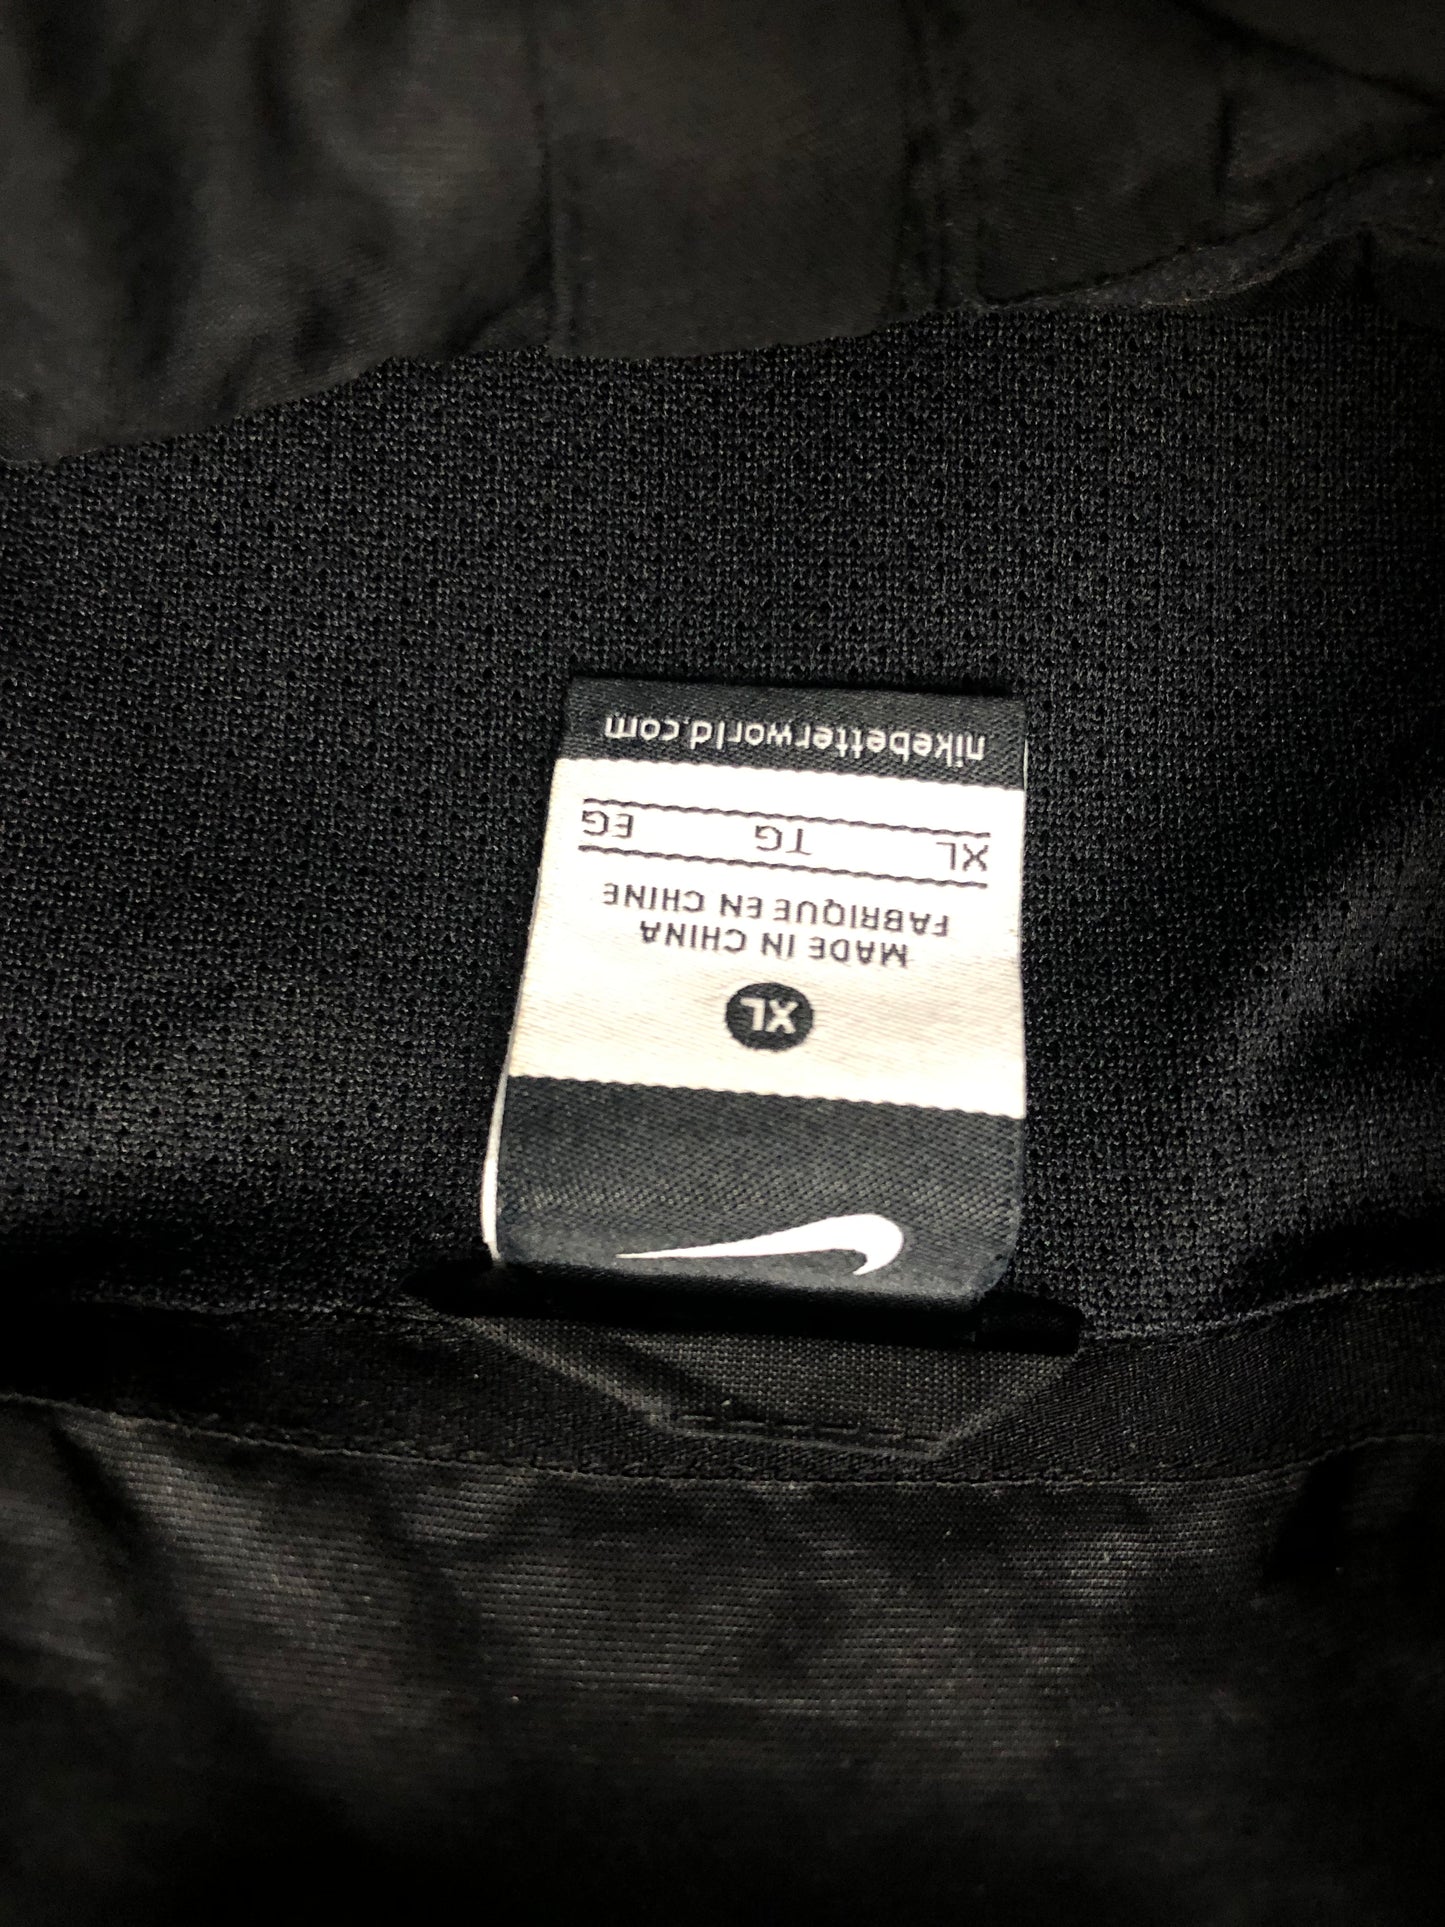 XL
MADE IN CHINA
FABRIQUE EN CHINE
XL TG EG
nikebetterworld.com